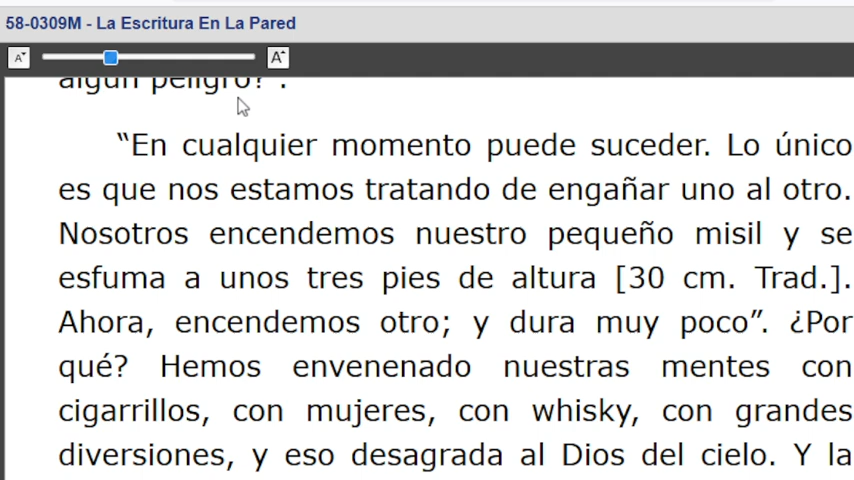 58-0309M - La Escritura En La Pared
A A
algún peligro?".
“En cualquier momento puede suceder. Lo único
es que nos estamos tratando de engañar uno al otro.
Nosotros encendemos nuestro pequeño misil y se
esfuma a unos tres pies de altura [30 cm. Trad.].
Ahora, encendemos otro; y dura muy poco”. ¿Por
qué? Hemos envenenado nuestras mentes con
cigarrillos, con mujeres, con whisky, con grandes
diversiones, y eso desagrada al Dios del cielo. Y la